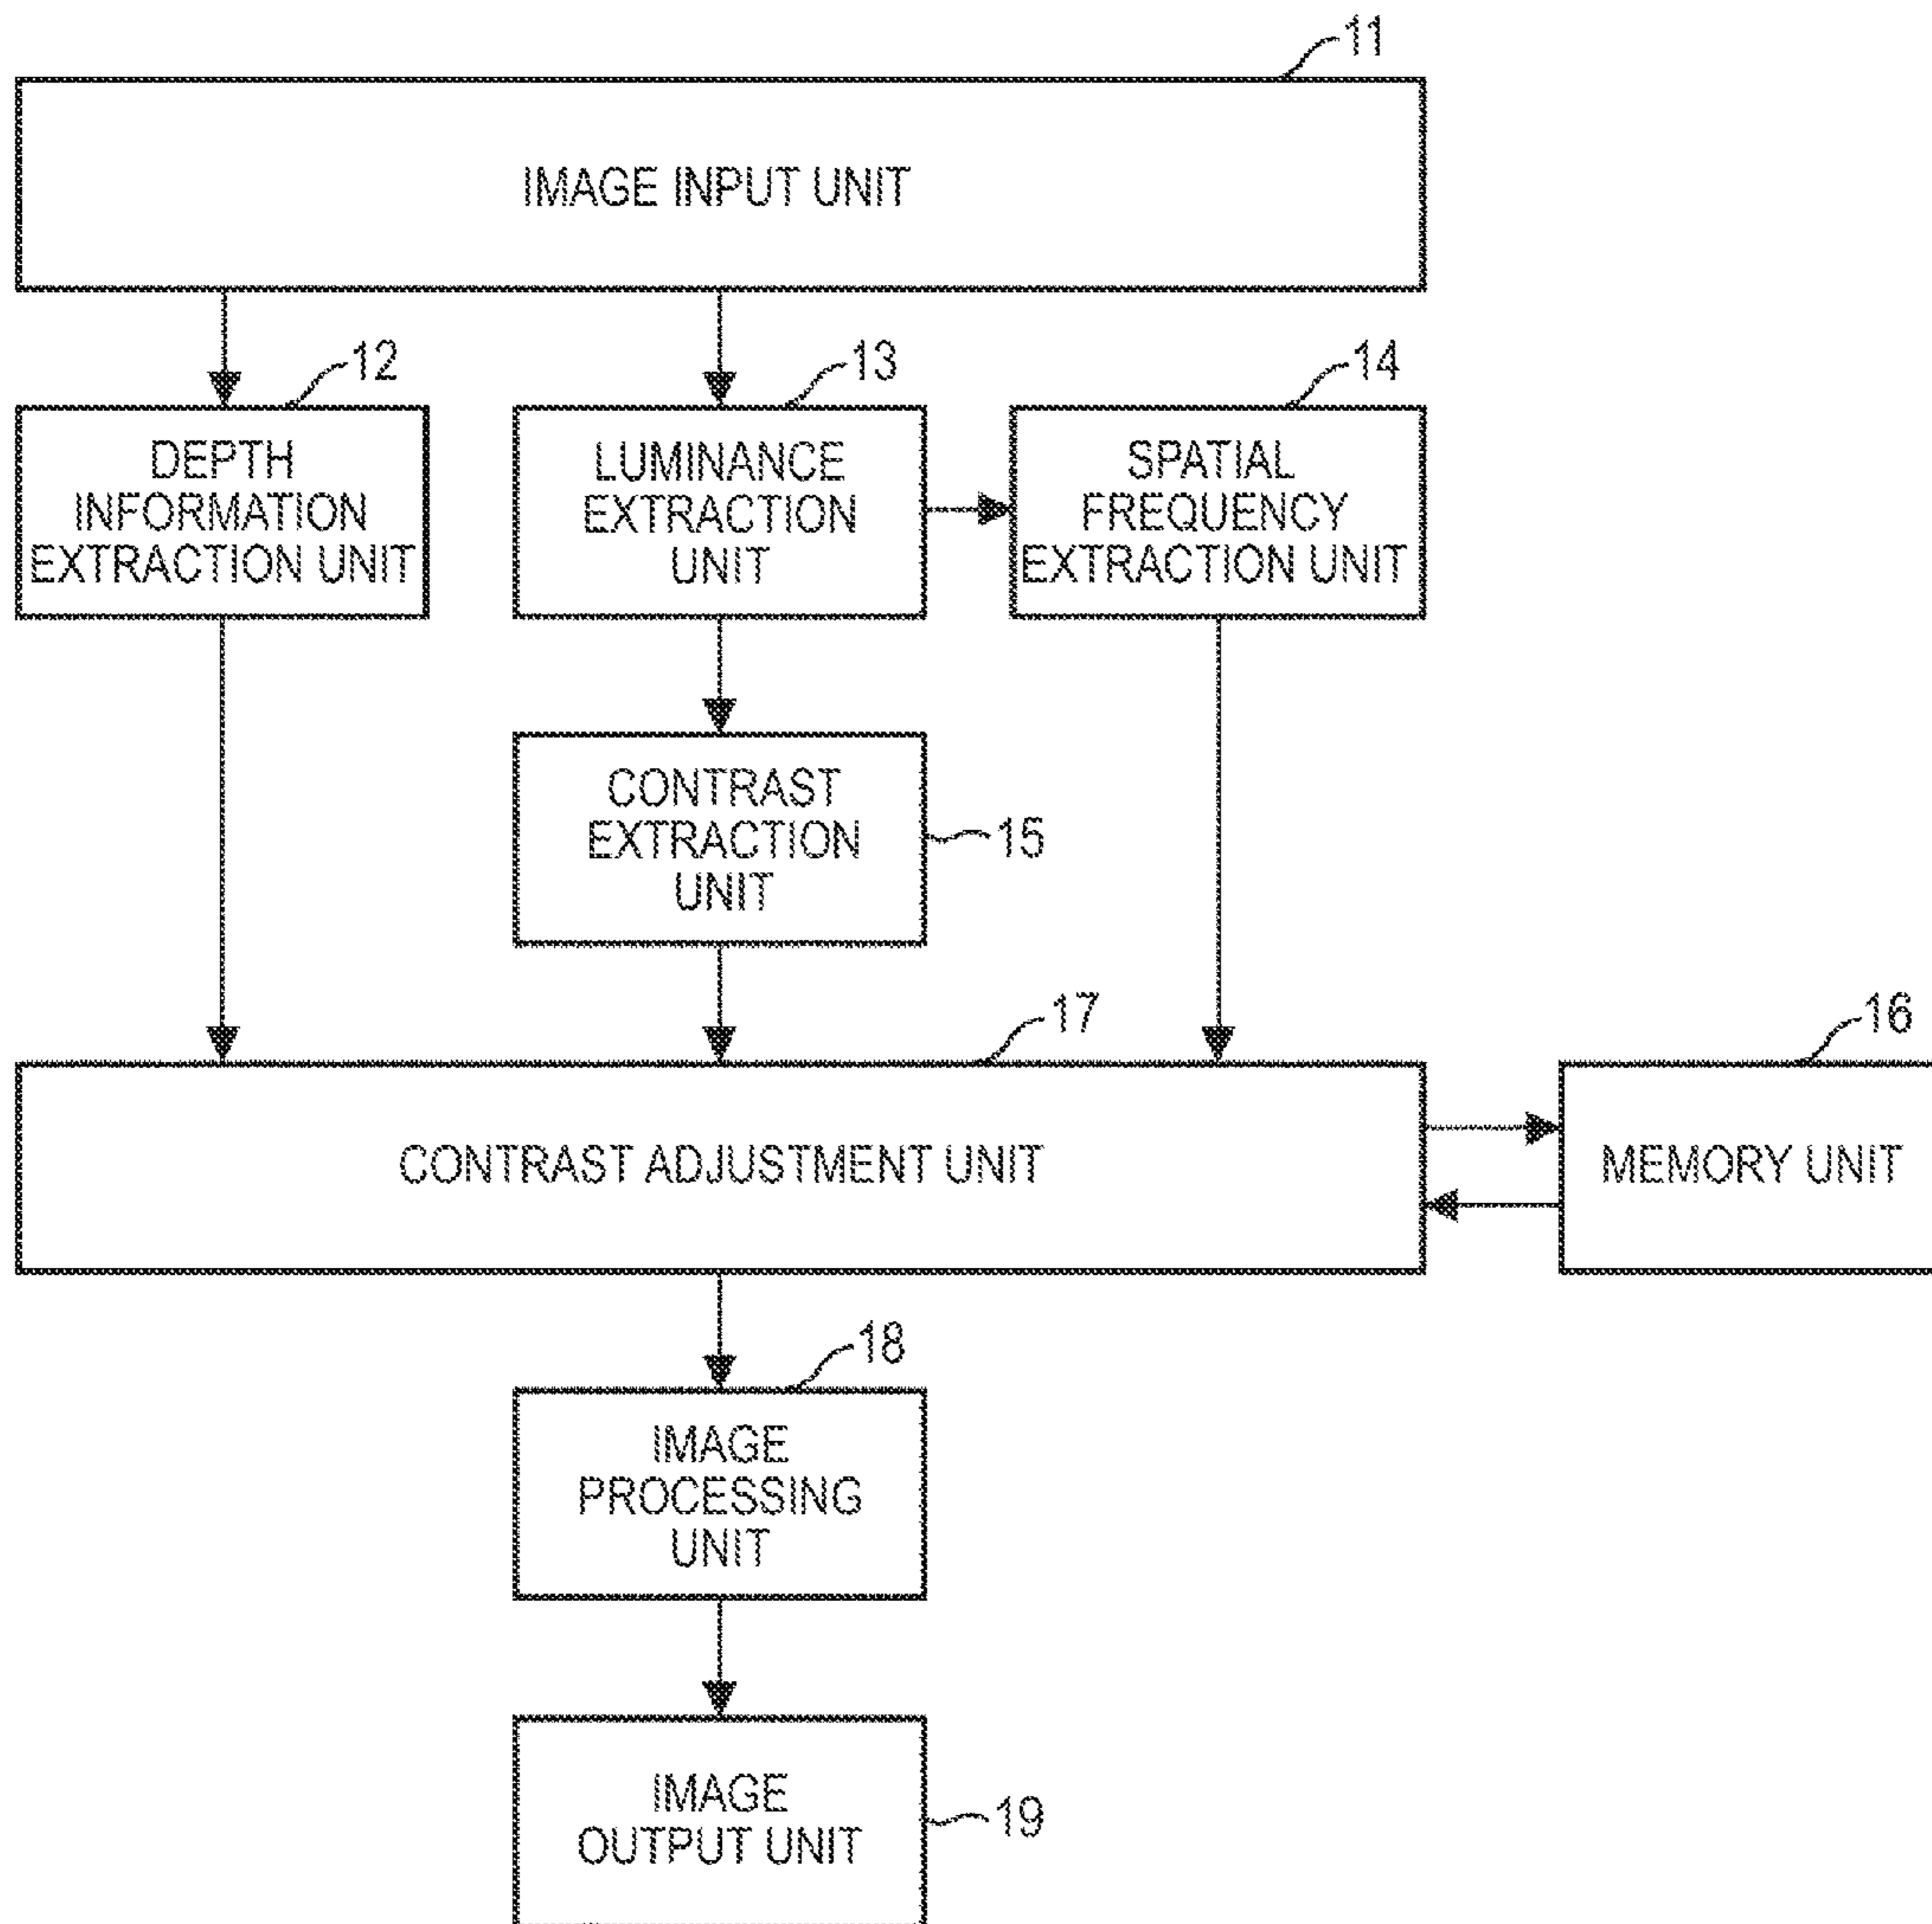 11
IMAGE INPUT UNIT
12
13
14
DEPTH
INFORMATION
EXTRACTION UNIT
LUMINANCE
EXTRACTION
UNIT
SPATIAL
FREQUENCY
EXTRACTION UNIT
CONTRAST
EXTRACTION
UNIT
15
17
16
CONTRAST ADJUSTMENT UNIT
MEMORY UNIT
18
IMAGE
PROCESSING
UNIT
IMAGE
OUTPUT UNIT
19